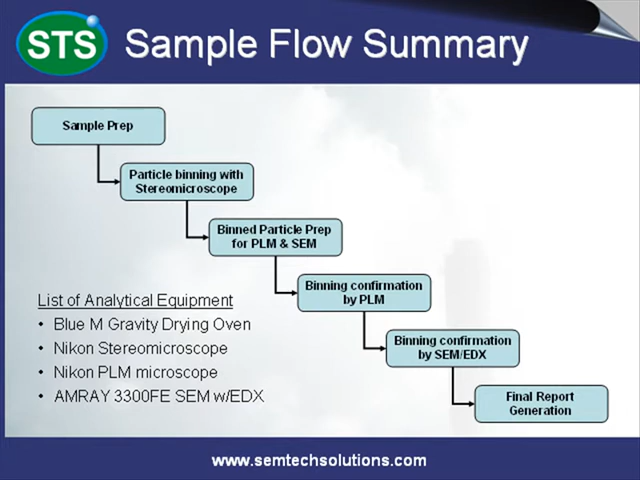 STS
Sample Flow Summary
Sample Prep
Particle binning with
Stereomicroscope
Binned Particle Prep
for PLM & SEM
Binning confirmation
by PLM
Binning confirmation
by SEM/EDX
Final Report
Generation
List of Analytical Equipment
• Blue M Gravity Drying Oven
• Nikon Stereomicroscope
• Nikon PLM microscope
• AMRAY 3300FE SEM w/EDX
www.semtechsolutions.com